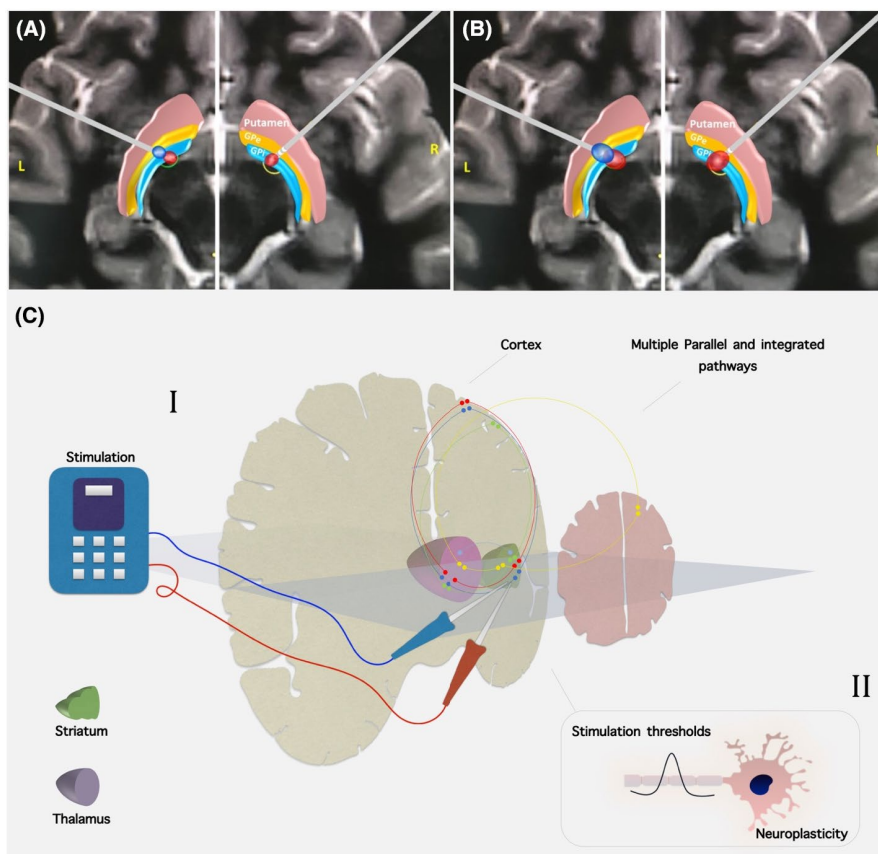 (A)
(B)
Putamen
GPe
GPi
L
R
Putamen
GPe
GPi
L
(C)
Cortex
Multiple Parallel and integrated
pathways
I
Stimulation
II
Stimulation thresholds
Striatum
Thalamus
Neuroplasticity